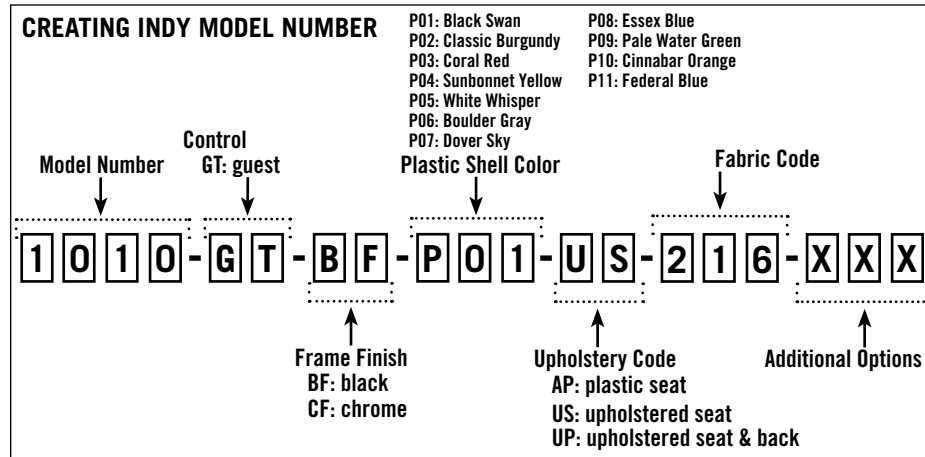 CREATING INDY MODEL NUMBER
P01: Black Swan
P02: Classic Burgundy
P03: Coral Red
P04: Sunbonnet Yellow
P05: White Whisper
P06: Boulder Gray
P07: Dover Sky
P08: Essex Blue
P09: Pale Water Green
P10: Cinnabar Orange
P11: Federal Blue
Model Number
Control
GT: guest
Plastic Shell Color
Fabric Code
1010-GT-BF-P01-US-216-XXX
Frame Finish
BF: black
CF: chrome
Upholstery Code
AP: plastic seat
US: upholstered seat
UP: upholstered seat & back
Additional Options